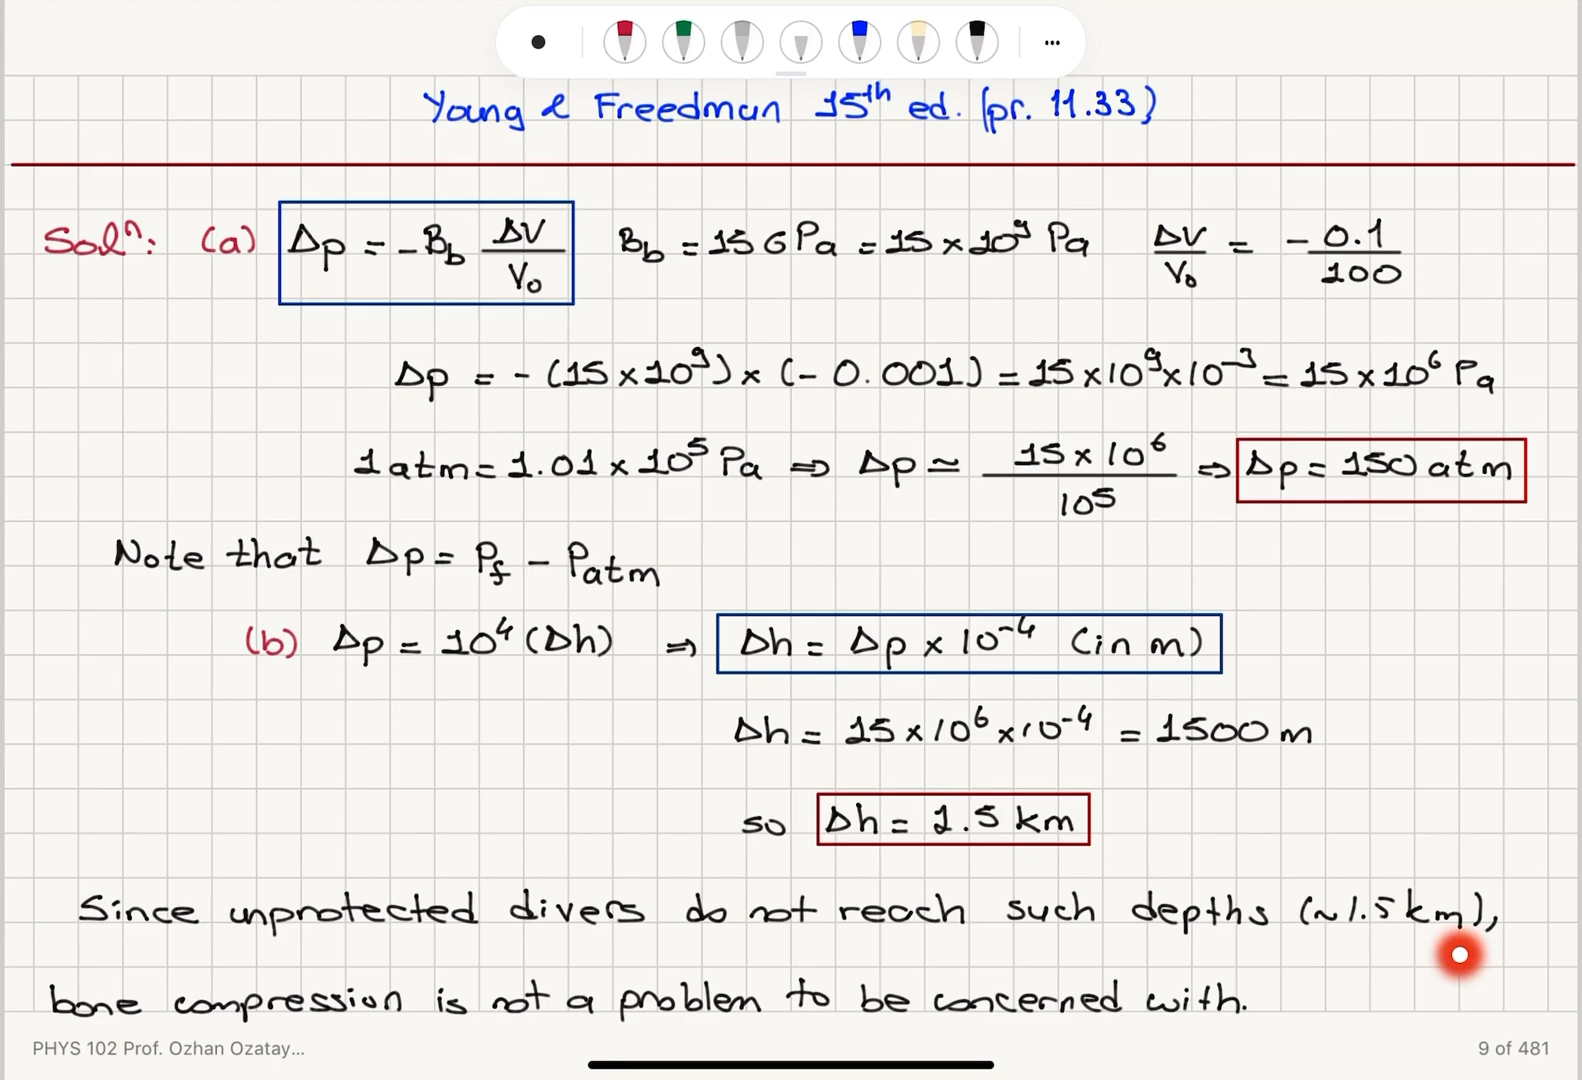 Young & Freedman 15th ed. (pr. 11.33)
Solⁿ: (a) Δp = -B_b ΔV/V₀   B_b = 15 GPa = 15 × 10⁹ Pa   ΔV/V₀ = - 0.1/100
Δp = - (15 × 10⁹) × (- 0.001) = 15 × 10⁹ × 10⁻³ = 15 × 10⁶ Pa
1 atm = 1.01 × 10⁵ Pa ⇒ Δp ≃ 15 × 10⁶/10⁵ ⇒ Δp = 150 atm
Note that Δp = P_f - P_atm
(b) Δp = 10⁴ (Δh) ⇒ Δh = Δp × 10⁻⁴ (in m)
Δh = 15 × 10⁶ × 10⁻⁴ = 1500 m
so Δh = 1.5 km
Since unprotected divers do not reach such depths (~1.5 km),
bone compression is not a problem to be concerned with.
PHYS 102 Prof. Ozhan Ozatay... 9 of 481